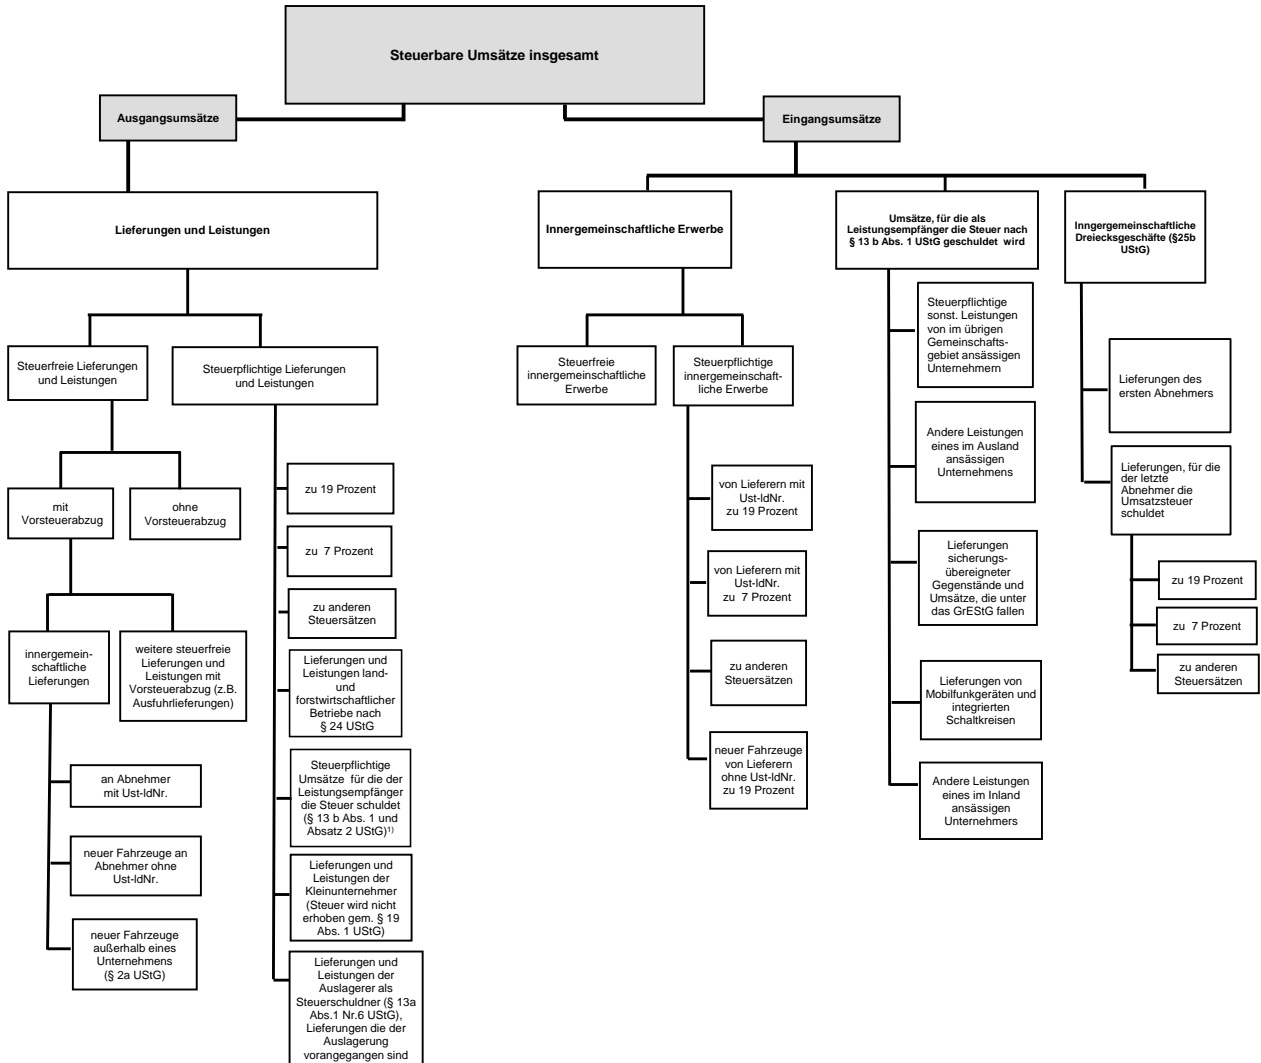 Steuerbare Umsätze insgesamt
Ausgangsumsätze
Eingangsumsätze
Lieferungen und Leistungen
Innergemeinschaftliche Erwerbe
Umsätze, für die als
Leistungsempfänger die Steuer nach
§ 13 b Abs. 1 UStG geschuldet wird
Inngergemeinschaftliche
Dreiecksgeschäfte (§25b
UStG)
Steuerfreie Lieferungen
und Leistungen
Steuerpflichtige Lieferungen
und Leistungen
Steuerfreie
innergemeinschaftliche
Erwerbe
Steuerpflichtige
innergemeinschaft-
liche Erwerbe
mit
Vorsteuerabzug
ohne
Vorsteuerabzug
innergemein-
schaftliche
Lieferungen
weitere steuerfreie
Lieferungen und
Leistungen mit
Vorsteuerabzug (z.B.
Ausfuhrlieferungen)
an Abnehmer
mit Ust-IdNr.
neuer Fahrzeuge an
Abnehmer ohne
Ust-IdNr.
neuer Fahrzeuge
außerhalb eines
Unternehmens
(§ 2a UStG)
zu 19 Prozent
zu 7 Prozent
zu anderen
Steuersätzen
Lieferungen und
Leistungen land-
und
forstwirtschaftlicher
Betriebe nach
§ 24 UStG
Steuerpflichtige
Umsätze für die der
Leistungsempfänger
die Steuer schuldet
(§ 13 b Abs. 1 und
Absatz 2 UStG)¹⁾
Lieferungen und
Leistungen der
Kleinunternehmer
(Steuer wird nicht
erhoben gem. § 19
Abs. 1 UStG)
Lieferungen und
Leistungen der
Auslagerer als
Steuerschuldner (§ 13a
Abs.1 Nr.6 UStG),
Lieferungen die der
Auslagerung
vorangegangen sind
von Lieferern mit
Ust-IdNr.
zu 19 Prozent
von Lieferern mit
Ust-IdNr.
zu 7 Prozent
zu anderen
Steuersätzen
neuer Fahrzeuge
von Lieferern
ohne Ust-IdNr.
zu 19 Prozent
Steuerpflichtige
sonst. Leistungen
von im übrigen
Gemeinschafts-
gebiet ansässigen
Unternehmern
Andere Leistungen
eines im Ausland
ansässigen
Unternehmens
Lieferungen
sicherungs-
übereigneter
Gegenstände und
Umsätze, die unter
das GrEStG fallen
Lieferungen von
Mobilfunkgeräten und
integrierten
Schaltkreisen
Andere Leistungen
eines im Inland
ansässigen
Unternehmers
Lieferungen des
ersten Abnehmers
Lieferungen, für die
der letzte
Abnehmer die
Umsatzsteuer
schuldet
zu 19 Prozent
zu 7 Prozent
zu anderen
Steuersätzen